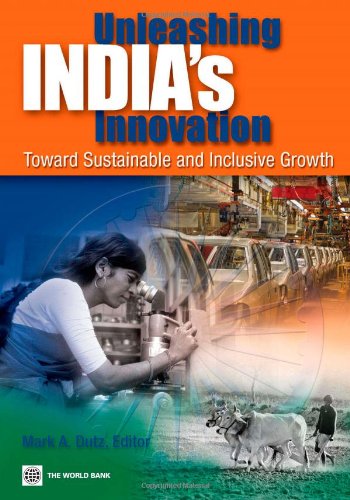 Unleashing
INDIA's
Innovation
Toward Sustainable and Inclusive Growth
Mark A. Dutz, Editor
THE WORLD BANK